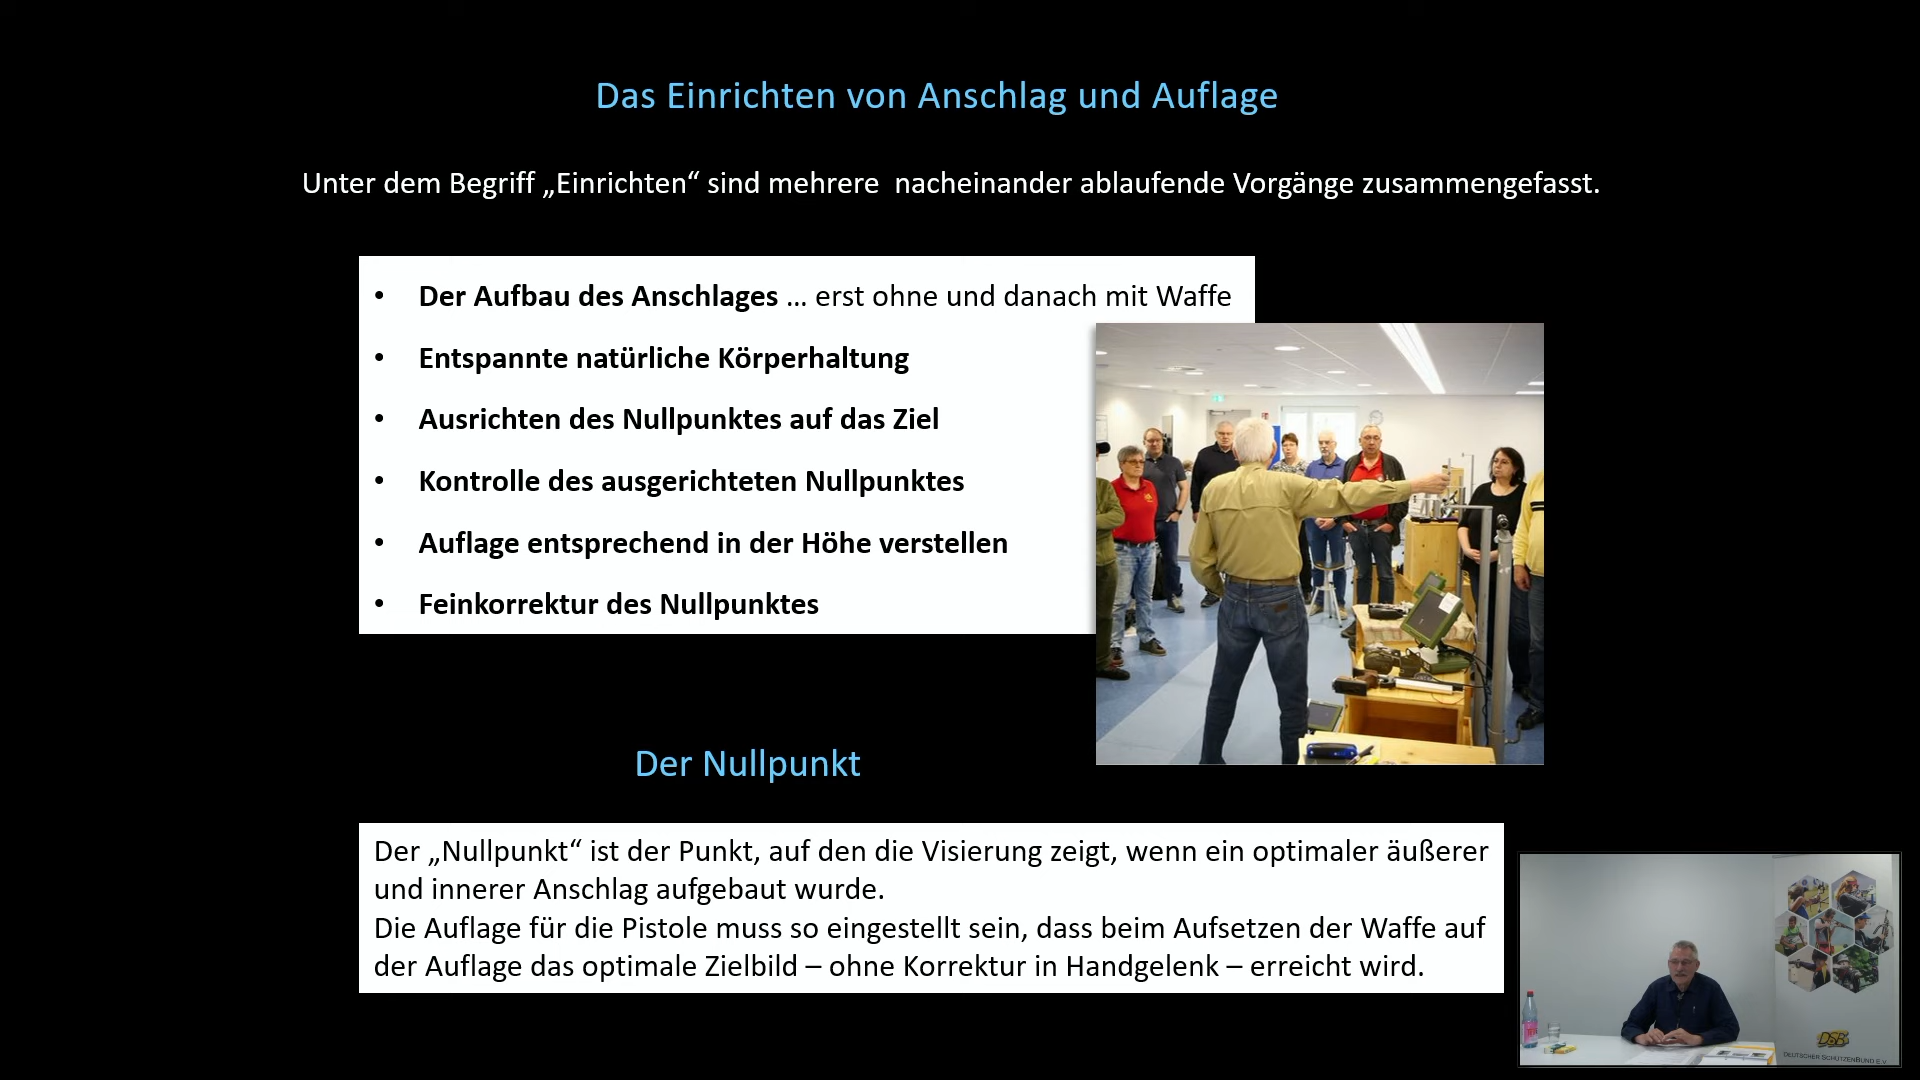 Das Einrichten von Anschlag und Auflage
Unter dem Begriff „Einrichten“ sind mehrere  nacheinander ablaufende Vorgänge zusammengefasst.
• Der Aufbau des Anschlages ... erst ohne und danach mit Waffe
• Entspannte natürliche Körperhaltung
• Ausrichten des Nullpunktes auf das Ziel
• Kontrolle des ausgerichteten Nullpunktes
• Auflage entsprechend in der Höhe verstellen
• Feinkorrektur des Nullpunktes
Der Nullpunkt
Der „Nullpunkt“ ist der Punkt, auf den die Visierung zeigt, wenn ein optimaler äußerer
und innerer Anschlag aufgebaut wurde.
Die Auflage für die Pistole muss so eingestellt sein, dass beim Aufsetzen der Waffe auf
der Auflage das optimale Zielbild – ohne Korrektur in Handgelenk – erreicht wird.
DSB
DEUTSCHER SCHÜTZENBUND E.V.